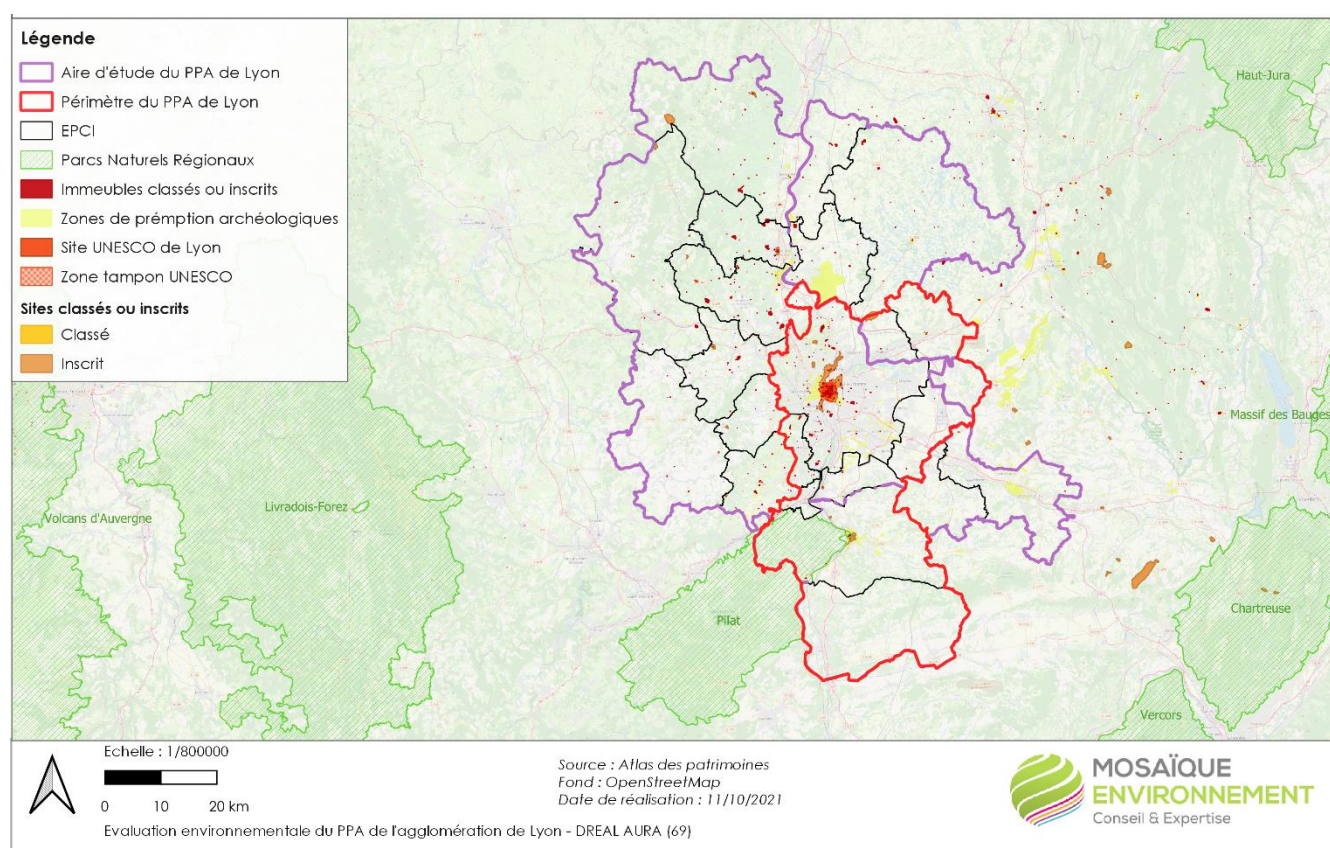 Légende
Aire d'étude du PPA de Lyon
Périmètre du PPA de Lyon
EPCI
Parcs Naturels Régionaux
Immeubles classés ou inscrits
Zones de prémption archéologiques
Site UNESCO de Lyon
Zone tampon UNESCO
Sites classés ou inscrits
Classé
Inscrit
Haut-Jura
Massif des Bauges
Livradois-Forez
Volcans d'Auvergne
Pilat
Chartreuse
Vercors
Echelle : 1/800000
0 10 20 km
Source : Atlas des patrimoines
Fond : OpenStreetMap
Date de réalisation : 11/10/2021
Evaluation environnementale du PPA de l'agglomération de Lyon - DREAL AURA (69)
MOSAÏQUE
ENVIRONNEMENT
Conseil & Expertise